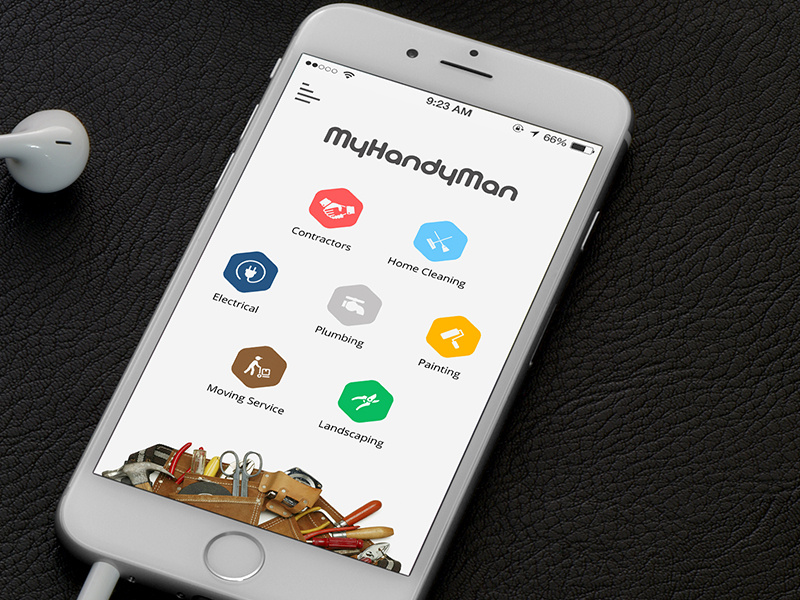 9:23 AM
66%
MyHandyMan
Contractors
Home Cleaning
Electrical
Plumbing
Painting
Moving Service
Landscaping